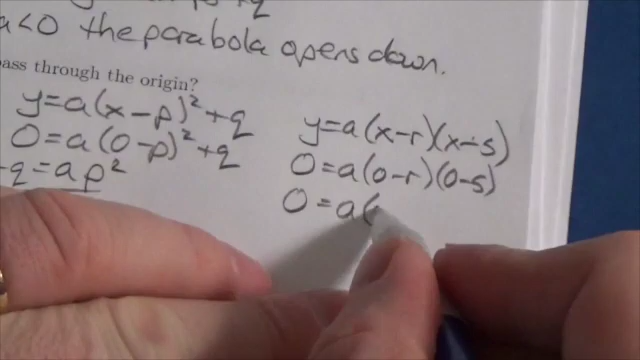 a<0 the parabola opens down.
pass through the origin?
y=a(x-p)²+q
0=a(0-p)²+q
-q=ap²
y=a(x-r)(x-s)
0=a(0-r)(0-s)
0=a(